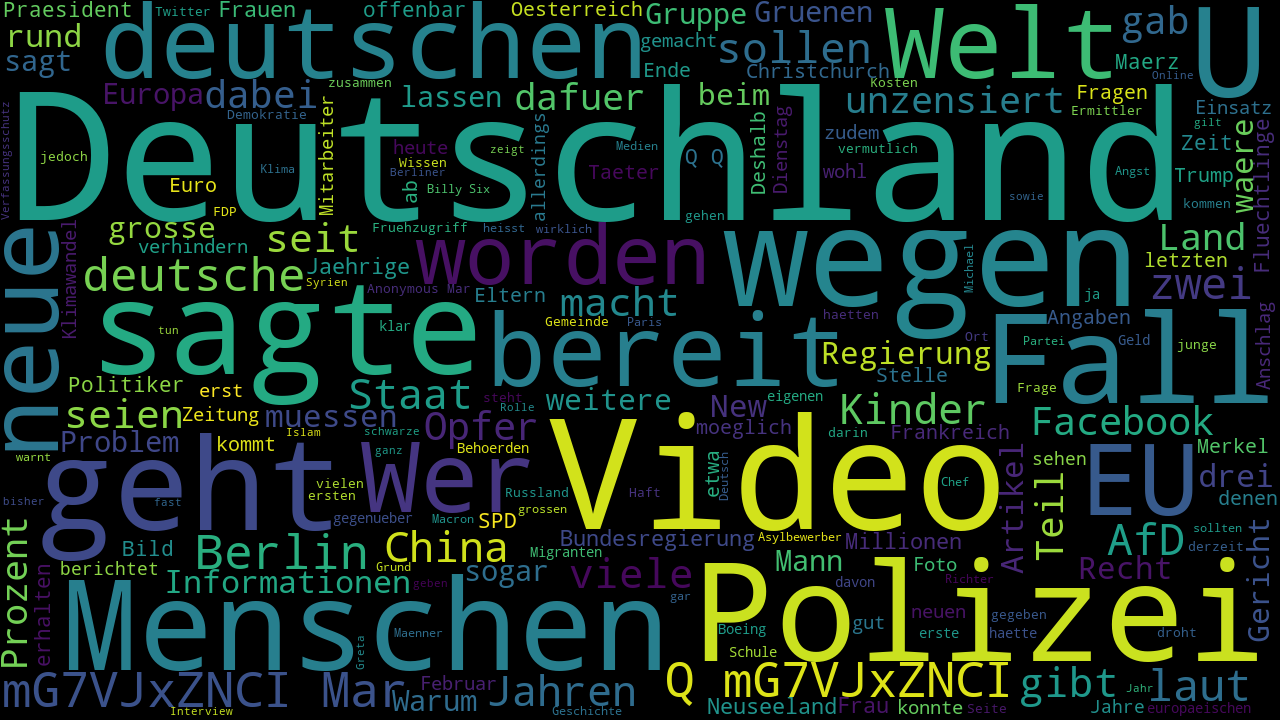 Praesident Twitter Frauen offenbar Oesterreich Gruppe Gruenen Welt gab U
rund deutschen gemacht sollen Maerz
sagt Ende Christchurch Online
Europa dabei zusammen lassen dafuer beim Kosten unzensiert Fragen Einsatz
Verfassungsschutz Demokratie Ermittler
Deutschland
jedoch Klima Mitarbeiter heute Wissen Berliner zeigt allerdings Medien Q Q Deshalb Dienstag zudem vermutlich gilt Zeit
Euro ab Billy Six Taeter wohl Angst Trump waere Fluechtlinge
FDP gehen sowie kommen
neue grosse seit Fruehzugriff heisst wirklich worden wegen Land
Klimawandel verhindern letzten
deutsche Jaehrige Syrien Anonymous Mar Eltern macht Michael ja zwei
sagte tun klar Gemeinde Paris bereit haetten Fall Angaben Anschlag
Ort Partei Geld junge
Regierung
Politiker erst Staat steht weitere eigenen Stelle Frage
seien Zeitung muessen Opfer Rolle New Kinder Facebook
Problem kommt Islam schwarze moeglich darin Frankreich Merkel
warnt geht ganz Wer Behoerden Video etwa Deutsch Artikel sehen EU drei
bisher vielen ersten fast Russland grossen Haft Chef Teil denen
gegenueber Macron SPD Asylbewerber sollten
Prozent Bild Berlin China Bundesregierung Millionen AfD derzeit Gericht
berichtet Grund Migranten Mann Foto Recht
erhalten Informationen geben sogar viele davon Richter
Menschen gar Polizei
Greta Maenner Boeing gut neuen gegeben
erste haette droht
Schule
mG7VJxZNCI Mar Februar Q mG7VJxZNCI gibt Jahr laut
Warum Jahren
Interview Geschichte Neuseeland Frau konnte Seite Jahre europaeischen